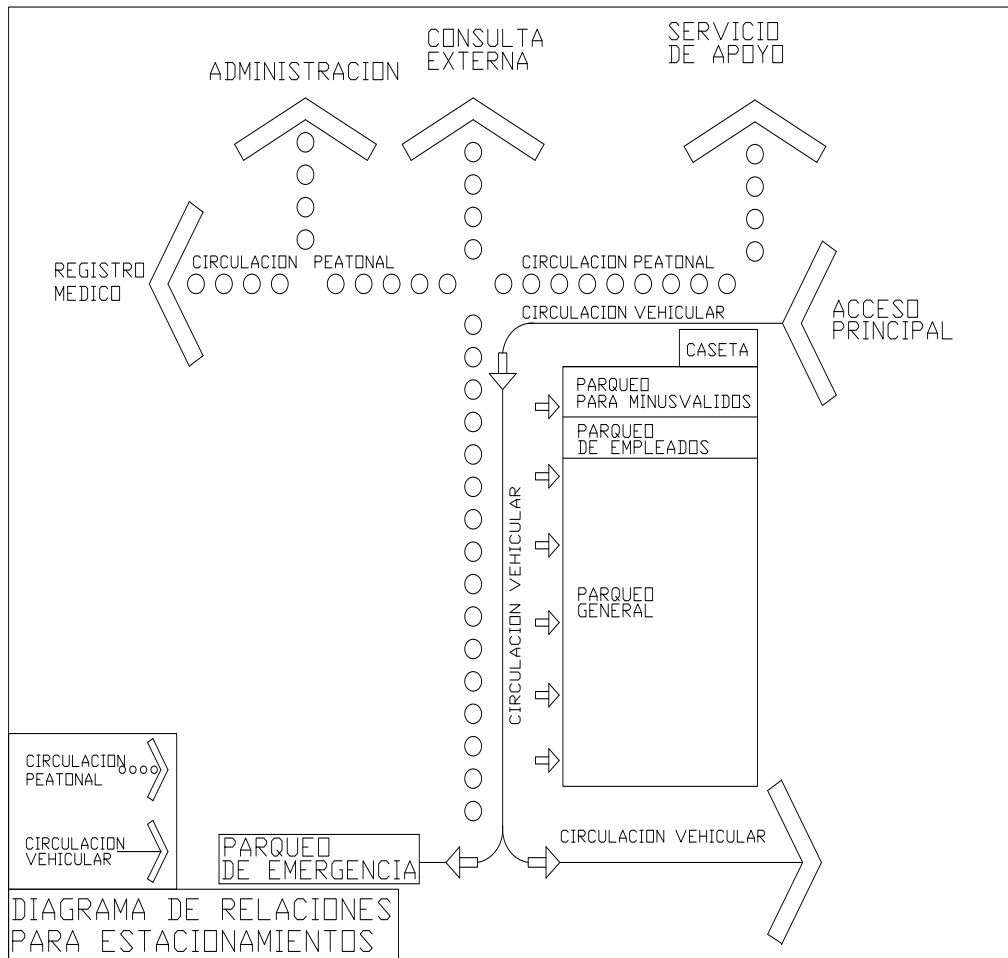 CONSULTA
EXTERNA
SERVICIO
DE APOYO
ADMINISTRACION
REGISTRO
MEDICO
CIRCULACION PEATONAL
CIRCULACION PEATONAL
CIRCULACION VEHICULAR
ACCESO
PRINCIPAL
CASETA
PARQUEO
PARA MINUSVALIDOS
PARQUEO
DE EMPLEADOS
CIRCULACION VEHICULAR
PARQUEO
GENERAL
CIRCULACION
PEATONAL
CIRCULACION
VEHICULAR
PARQUEO
DE EMERGENCIA
CIRCULACION VEHICULAR
DIAGRAMA DE RELACIONES
PARA ESTACIONAMIENTOS